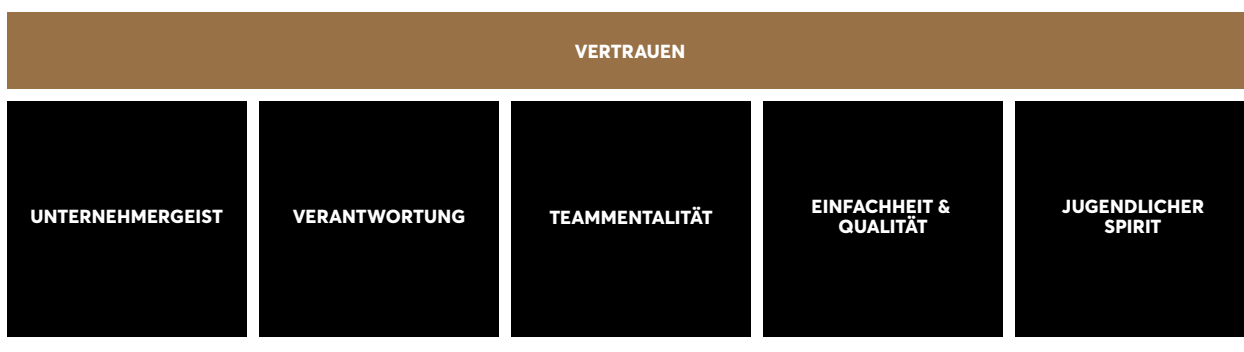 VERTRAUEN
UNTERNEHMERGEIST
VERANTWORTUNG
TEAMMENTALITÄT
EINFACHHEIT &
QUALITÄT
JUGENDLICHER
SPIRIT